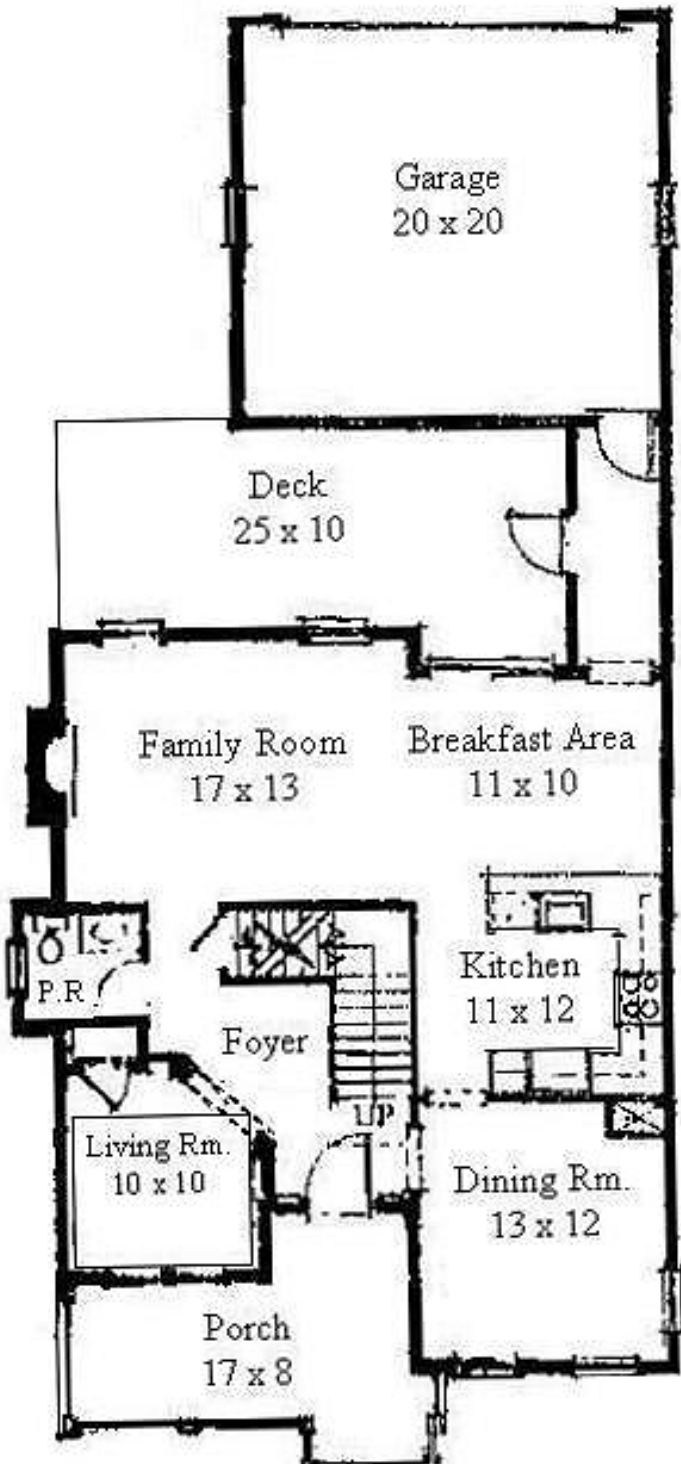 Garage
20 x 20
Deck
25 x 10
Family Room
17 x 13
Breakfast Area
11 x 10
Kitchen
11 x 12
P.R
Foyer
UP
Living Rm.
10 x 10
Dining Rm.
13 x 12
Porch
17 x 8